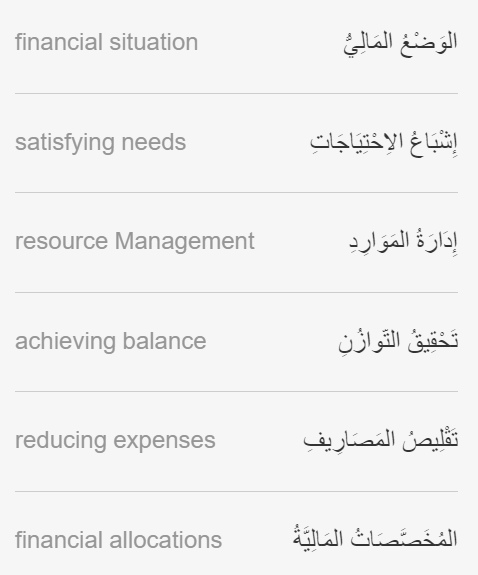 financial situation الوَضْعُ المَالِيُّ
satisfying needs إِشْبَاعُ الاِحْتِيَاجَاتِ
resource Management إِدَارَةُ المَوَارِدِ
achieving balance تَحْقِيقُ التَّوازُنِ
reducing expenses تَقْلِيصُ المَصَارِيفِ
financial allocations المُخَصَّصَاتُ المَالِيَّةُ